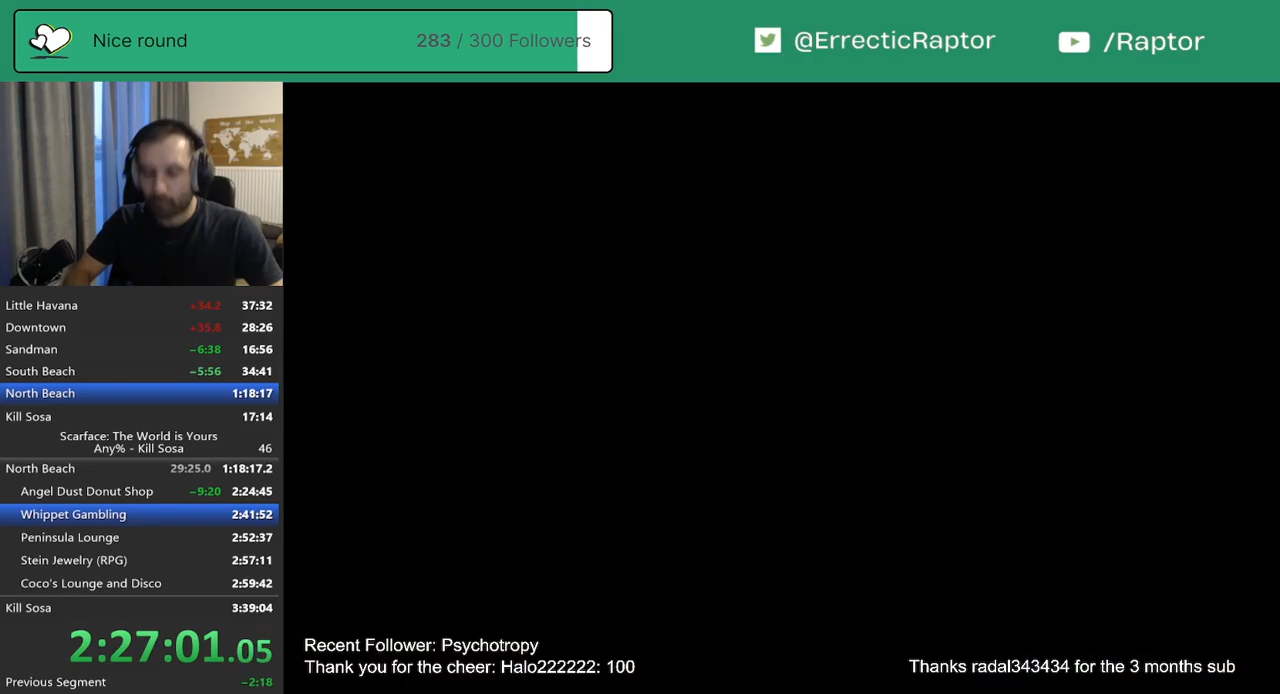 Nice round 283 / 300 Followers @ErrecticRaptor /Raptor
Map of the world
Little Havana +34.2 37:32
Downtown +35.8 28:26
Sandman −6:38 16:56
South Beach −5:56 34:41
North Beach 1:18:17
Kill Sosa 17:14
Scarface: The World is Yours
Any% - Kill Sosa 46
North Beach 29:25.0 1:18:17.2
Angel Dust Donut Shop −9:20 2:24:45
Whippet Gambling 2:41:52
Peninsula Lounge 2:52:37
Stein Jewelry (RPG) 2:57:11
Coco's Lounge and Disco 2:59:42
Kill Sosa 3:39:04
2:27:01.05
Previous Segment −2:18
Recent Follower: Psychotropy
Thank you for the cheer: Halo222222: 100
Thanks radal343434 for the 3 months sub